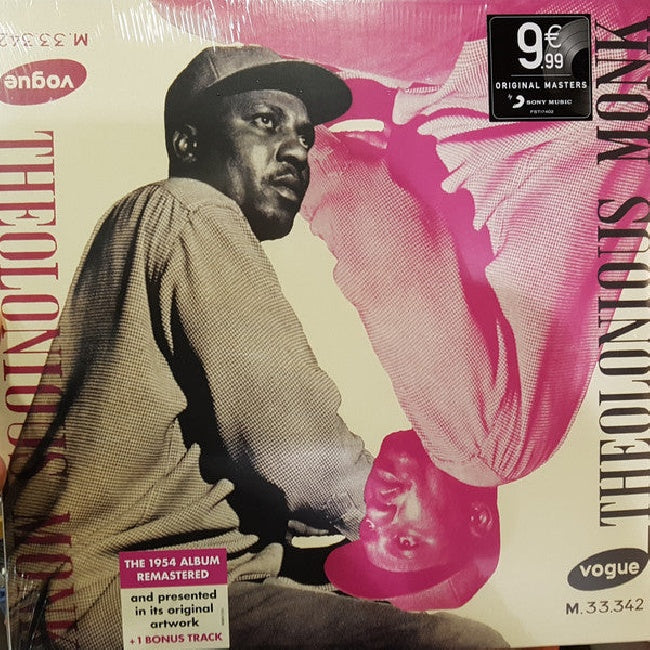 M.33.342
vogue
THEOLONIOUS MONK
9€.99
ORIGINAL MASTERS
SONY MUSIC
THEOLONIOUS MONK
vogue
M.33.342
THE 1954 ALBUM
REMASTERED
and presented
in its original
artwork
+1 BONUS TRACK